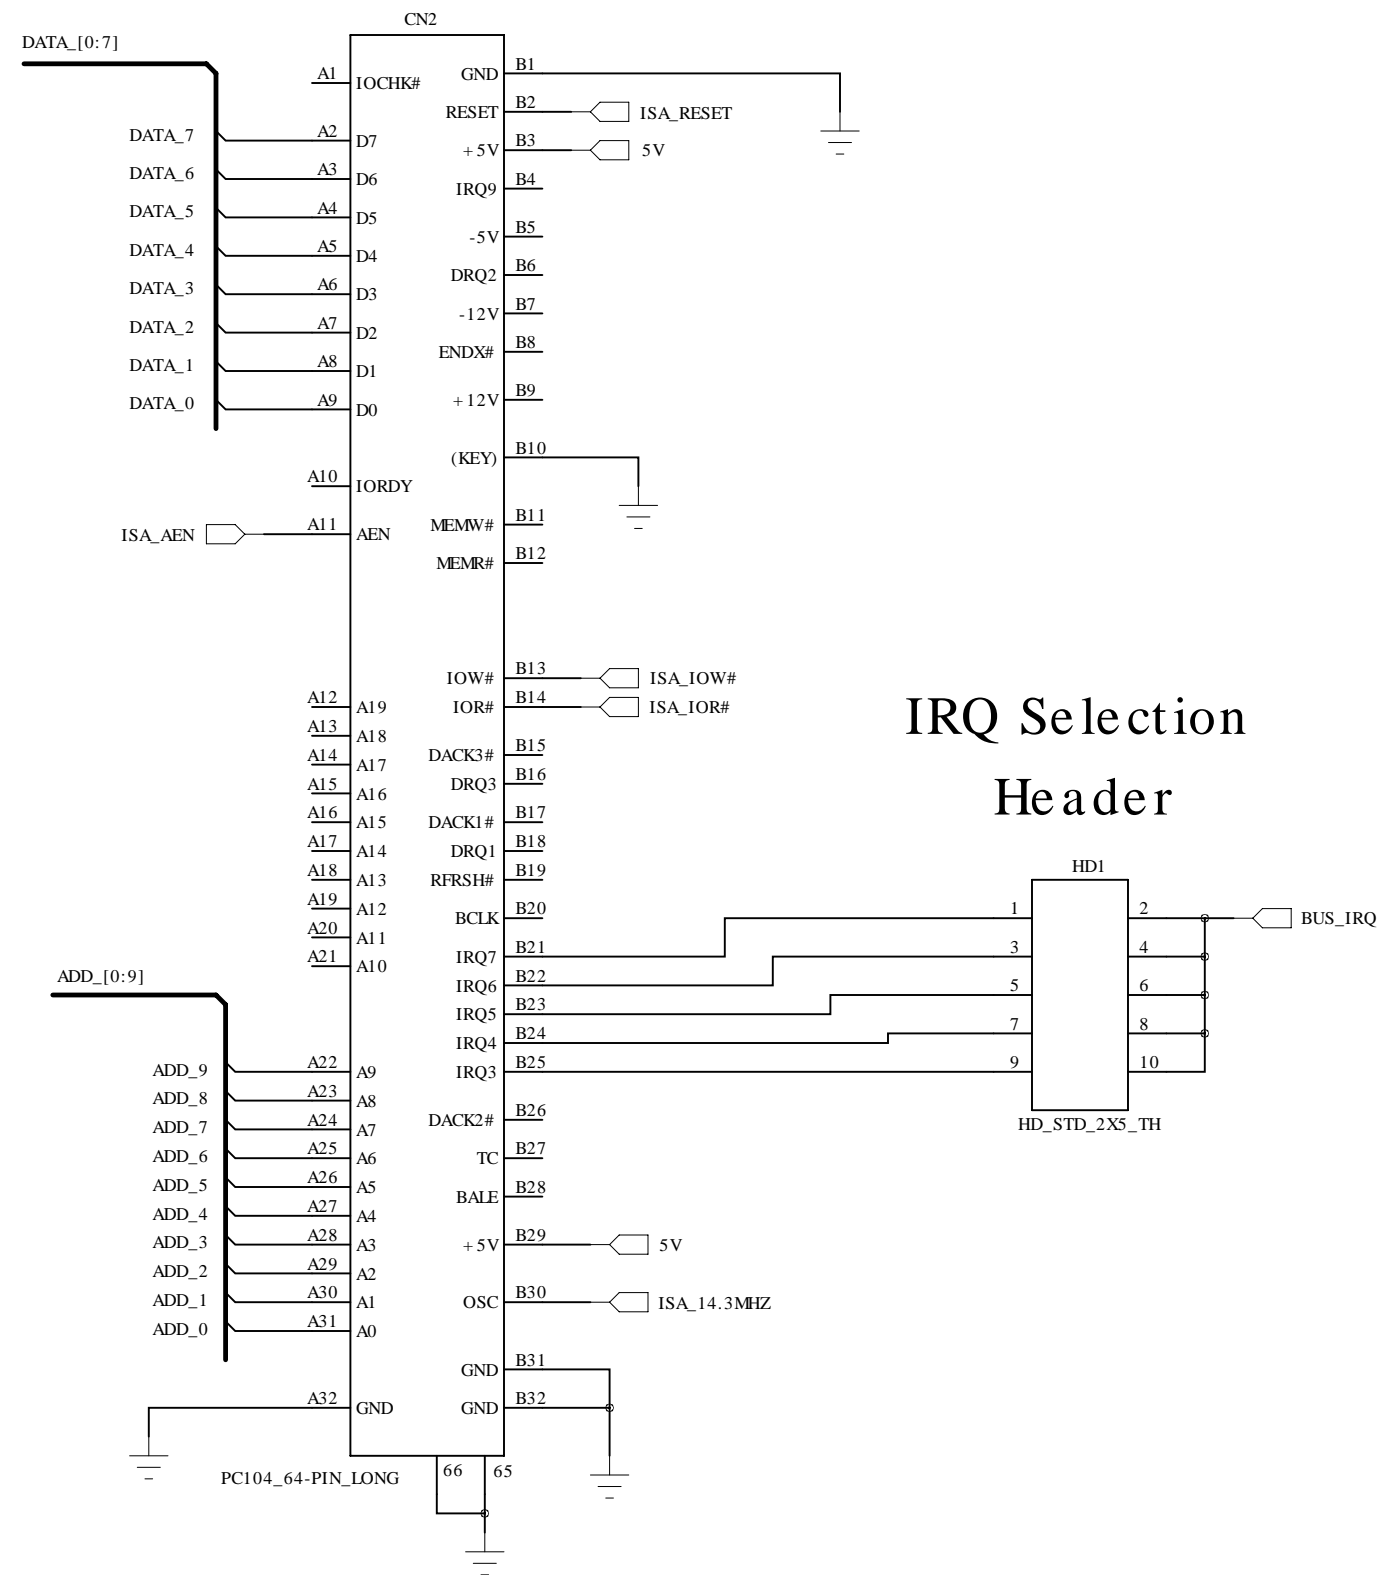 CN2
DATA_[0:7]
A1 IOCHK#
GND B1
RESET B2 ISA_RESET
DATA_7 A2 D7
+5V B3 5V
DATA_6 A3 D6
IRQ9 B4
DATA_5 A4 D5
-5V B5
DATA_4 A5 D4
DRQ2 B6
DATA_3 A6 D3
-12V B7
DATA_2 A7 D2
ENDX# B8
DATA_1 A8 D1
+12V B9
DATA_0 A9 D0
(KEY) B10
A10 IORDY
MEMW# B11
ISA_AEN A11 AEN
MEMR# B12
IOW# B13 ISA_IOW#
A12 A19
IOR# B14 ISA_IOR#
A13 A18
DACK3# B15
A14 A17
DRQ3 B16
A15 A16
A16 A15
DACK1# B17
A17 A14
DRQ1 B18
A18 A13
RFRSH# B19
A19 A12
BCLK B20
A20 A11
IRQ7 B21
A21 A10
IRQ6 B22
IRQ5 B23
IRQ4 B24
IRQ3 B25
IRQ Selection
Header
HD1
1 2 BUS_IRQ
3 4
5 6
7 8
9 10
HD_STD_2X5_TH
ADD_[0:9]
ADD_9 A22 A9
ADD_8 A23 A8
DACK2# B26
ADD_7 A24 A7
ADD_6 A25 A6
TC B27
ADD_5 A26 A5
BALE B28
ADD_4 A27 A4
ADD_3 A28 A3
+5V B29 5V
ADD_2 A29 A2
ADD_1 A30 A1
OSC B30 ISA_14.3MHZ
ADD_0 A31 A0
GND B31
A32 GND
GND B32
PC104_64-PIN_LONG
66 65